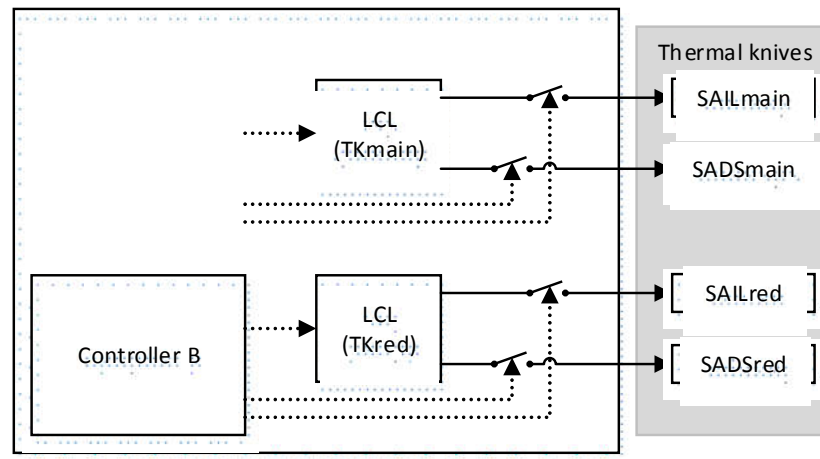 Thermal knives
LCL
(TKmain)
SAILmain
SADSmain
Controller B
LCL
(TKred)
SAILred
SADSred